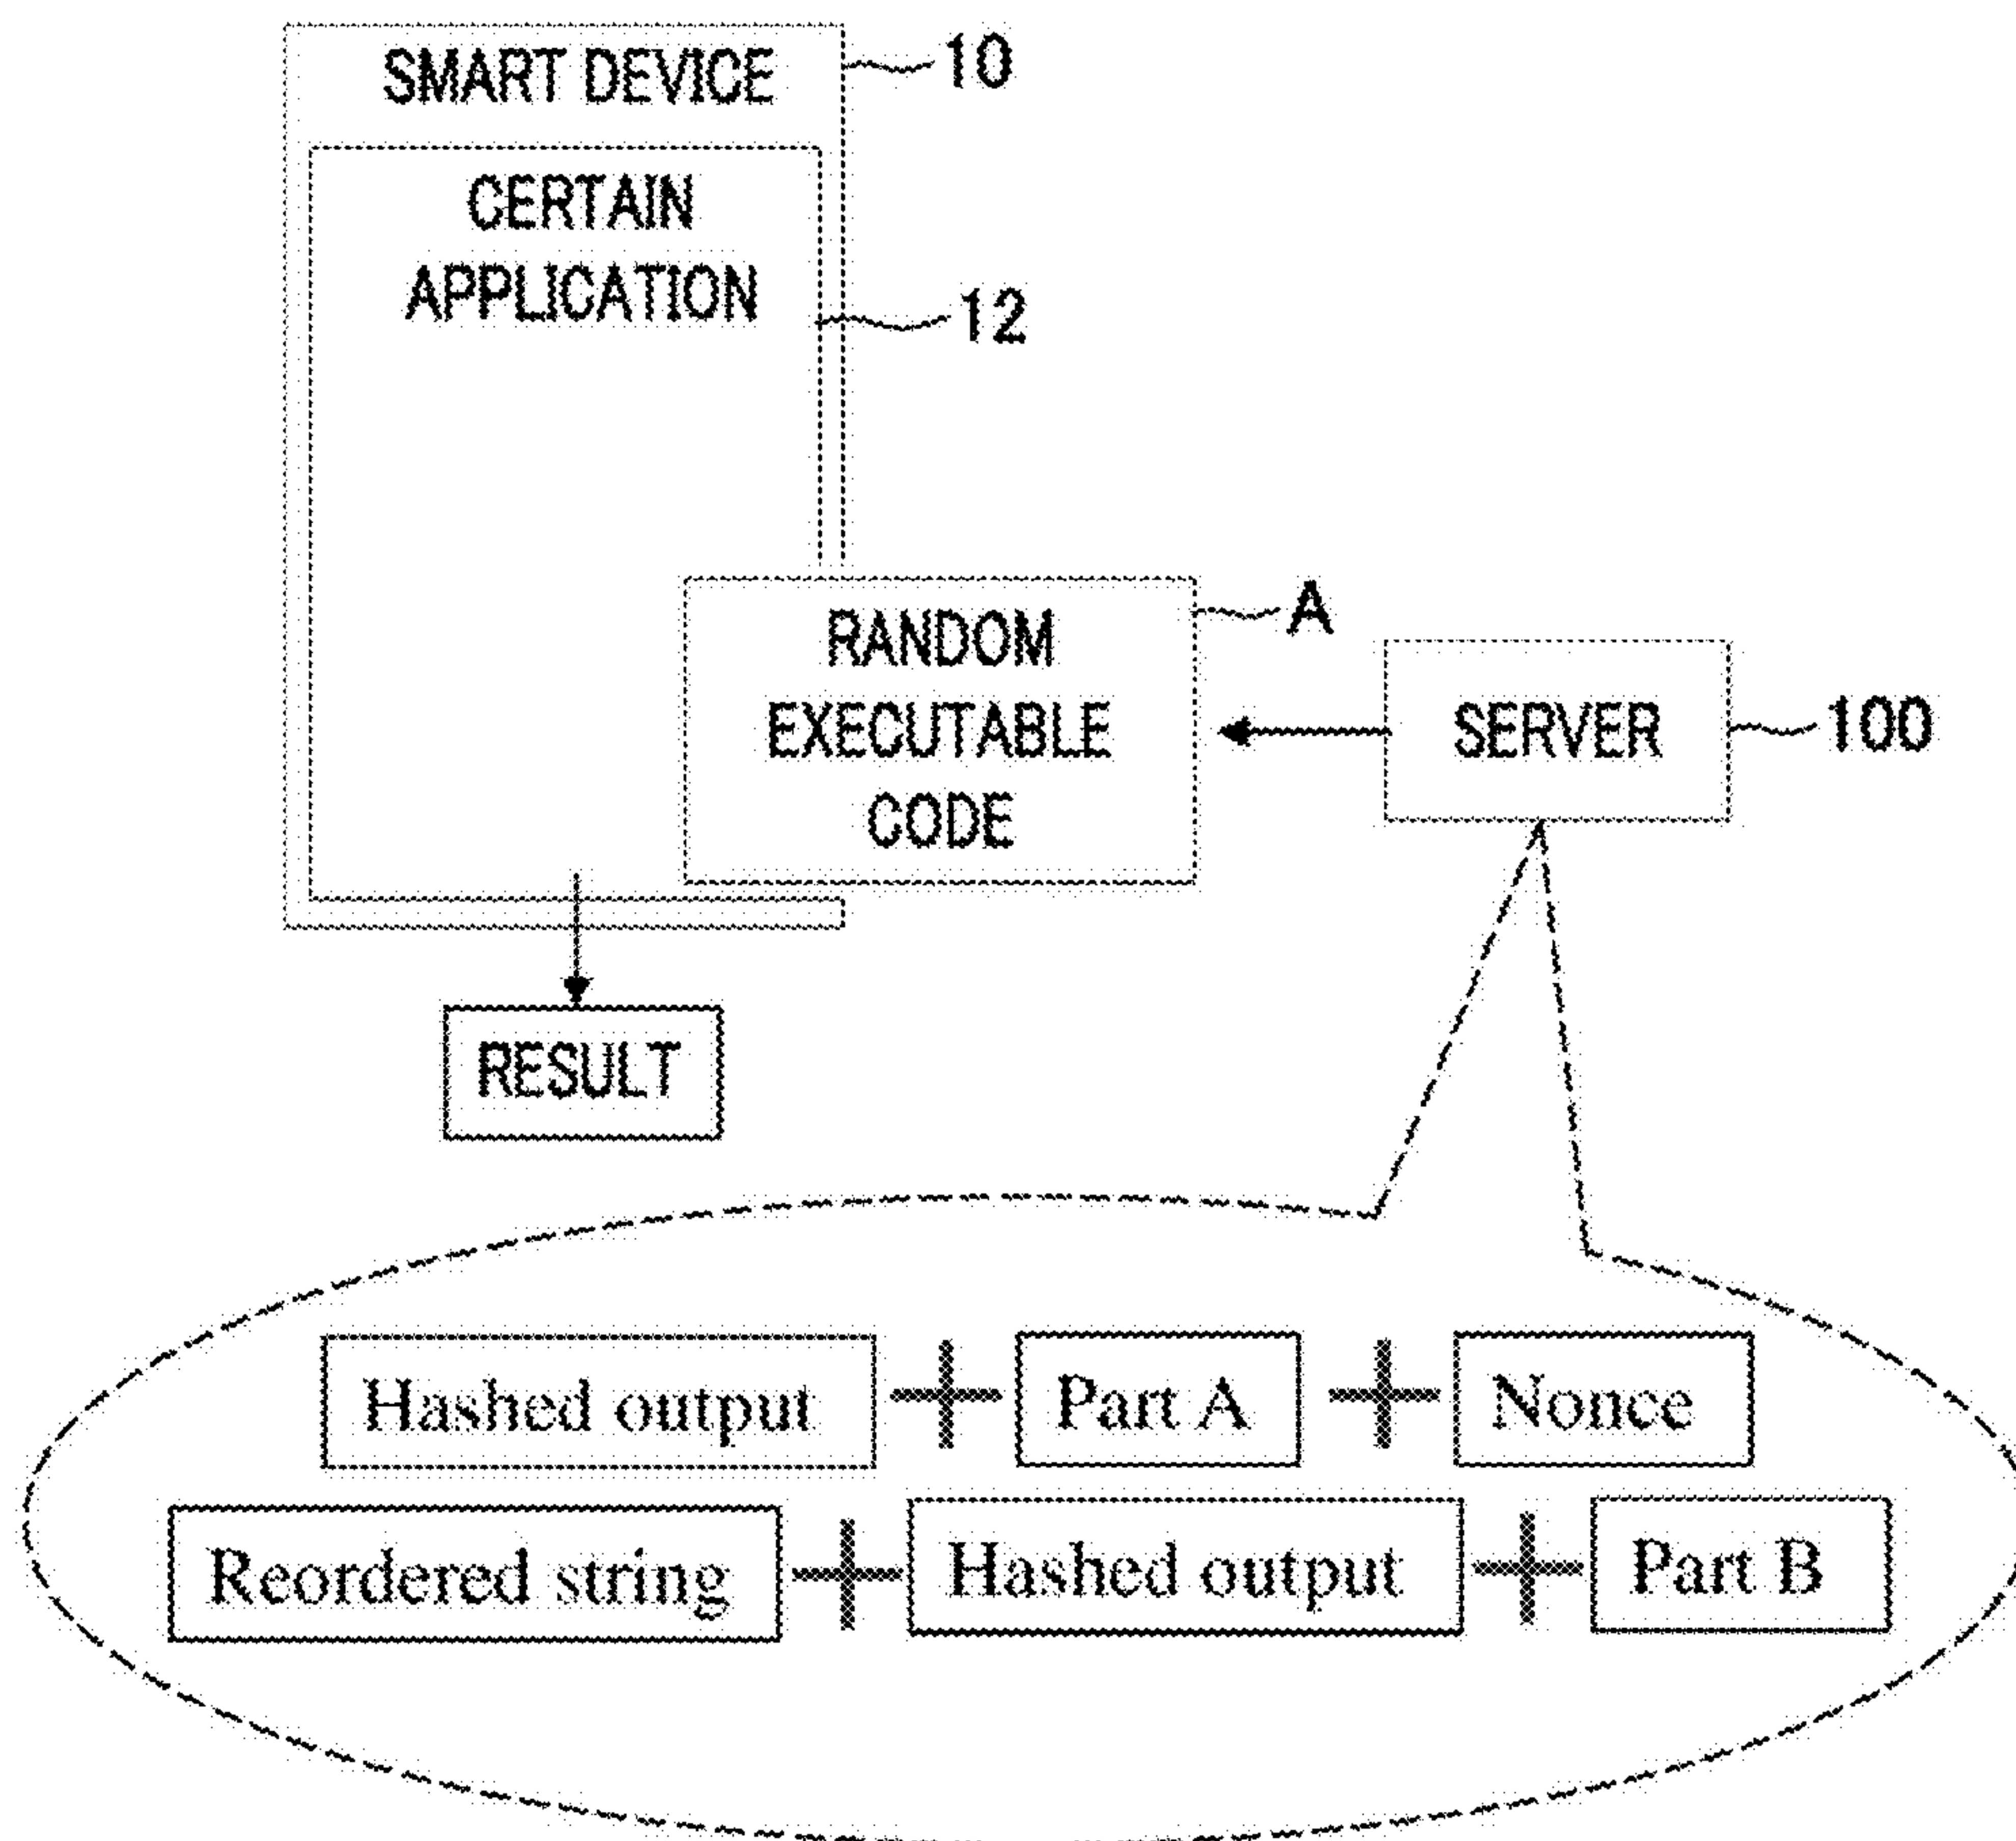 SMART DEVICE
10
CERTAIN
APPLICATION
12
RANDOM
EXECUTABLE
CODE
A
SERVER
100
RESULT
Hashed output + Part A + Nonce
Reordered string + Hashed output + Part B